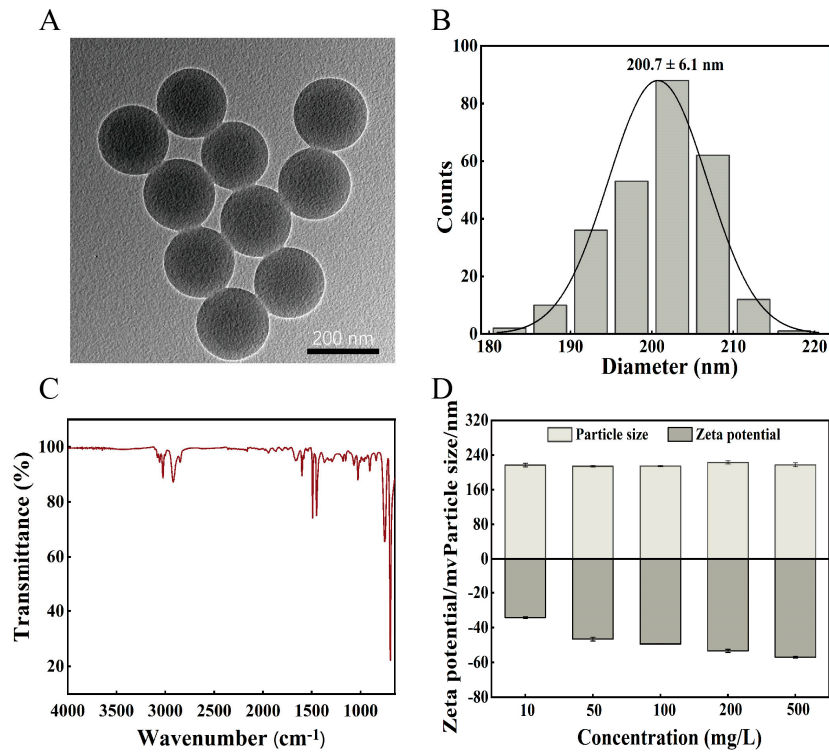 A
200 nm
B
200.7 ± 6.1 nm
100
80
60
40
20
0
180
190
200
210
220
Counts
Diameter (nm)
C
100
80
60
40
20
4000
3500
3000
2500
2000
1500
1000
Transmittance (%)
Wavenumber (cm-1)
D
Particle size
Zeta potential
320
240
160
80
0
-20
-40
-60
-80
10
50
100
200
500
Zeta potential/mv
Particle size/nm
Concentration (mg/L)